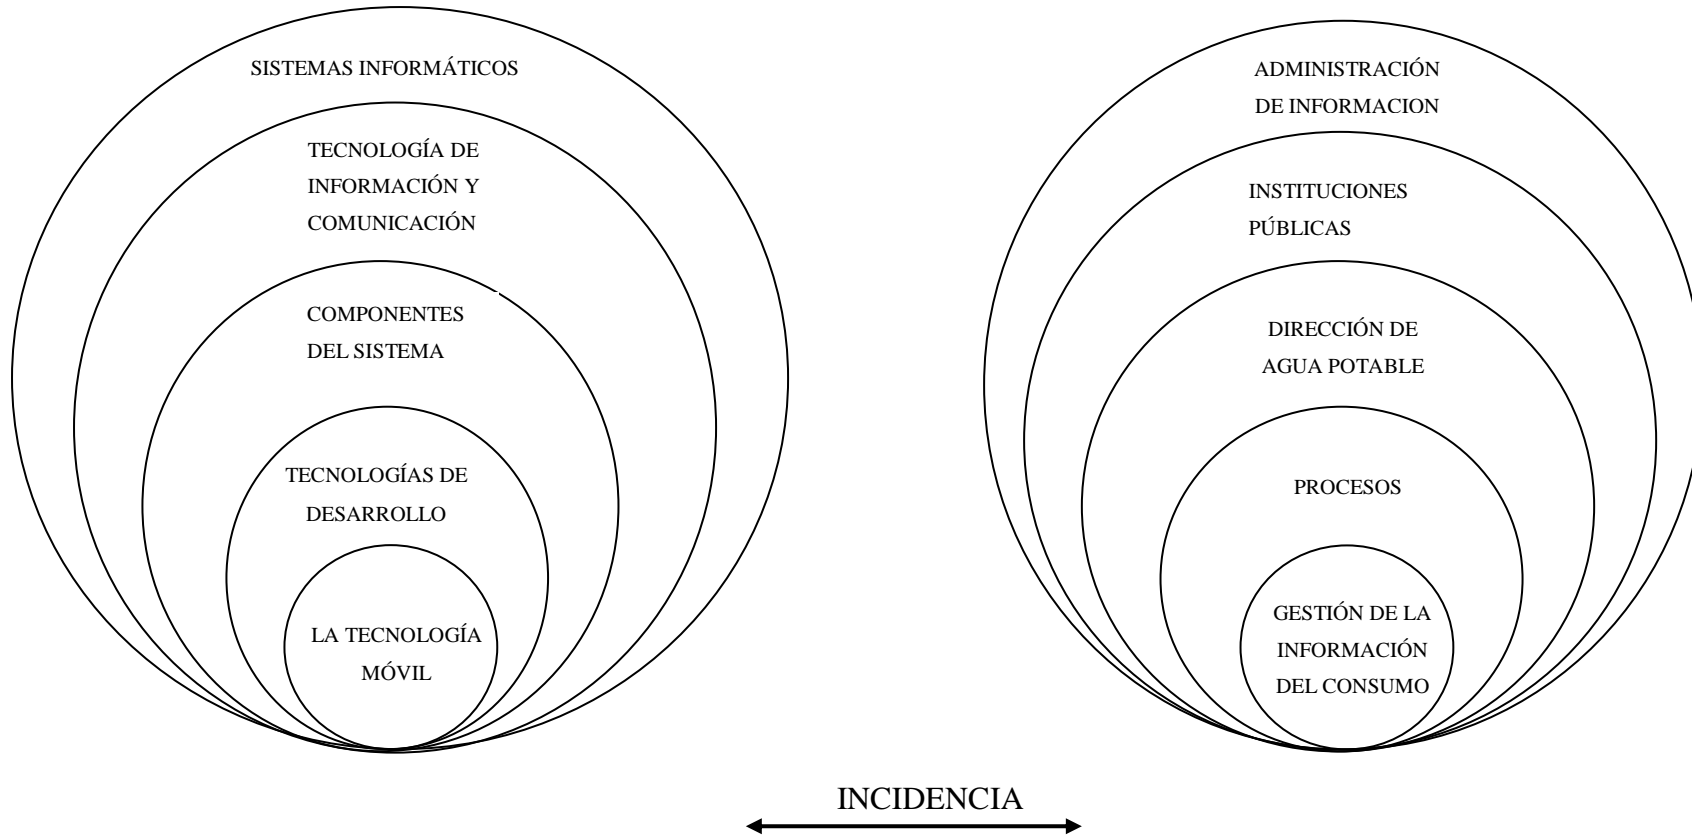 SISTEMAS INFORMÁTICOS
TECNOLOGÍA DE
INFORMACIÓN Y
COMUNICACIÓN
COMPONENTES
DEL SISTEMA
TECNOLOGÍAS DE
DESARROLLO
LA TECNOLOGÍA
MÓVIL
ADMINISTRACIÓN
DE INFORMACION
INSTITUCIONES
PÚBLICAS
DIRECCIÓN DE
AGUA POTABLE
PROCESOS
GESTIÓN DE LA
INFORMACIÓN
DEL CONSUMO
INCIDENCIA